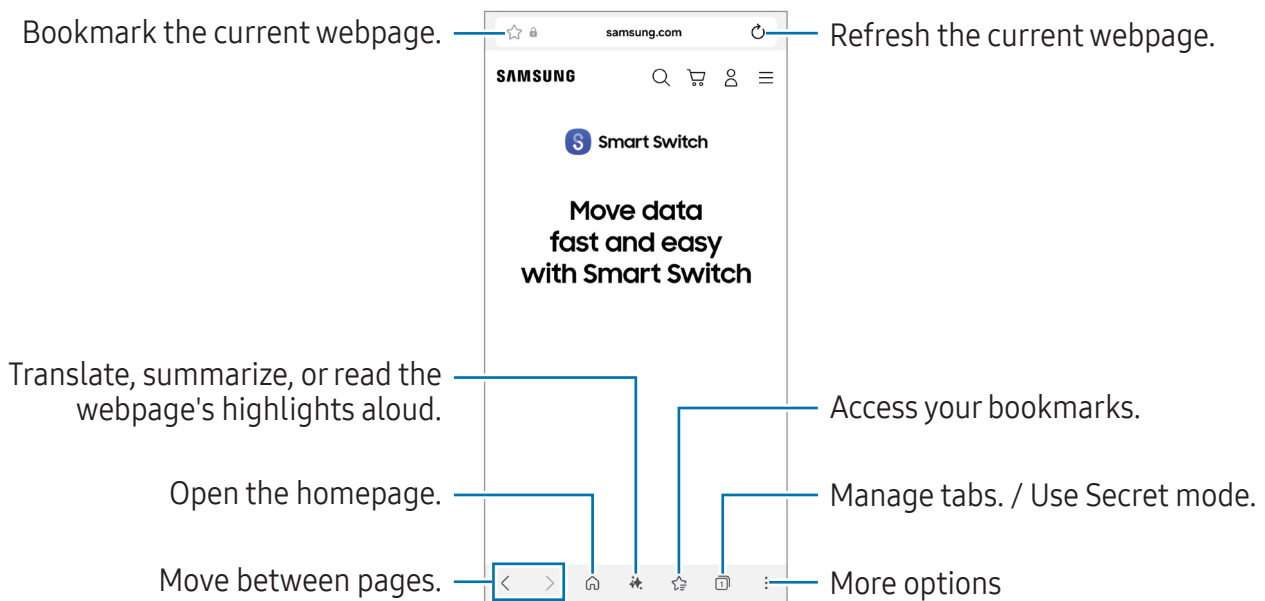 Bookmark the current webpage.
samsung.com
Refresh the current webpage.
SAMSUNG
S Smart Switch
Move data
fast and easy
with Smart Switch
Translate, summarize, or read the
webpage's highlights aloud.
Access your bookmarks.
Open the homepage.
Manage tabs. / Use Secret mode.
Move between pages.
1
More options